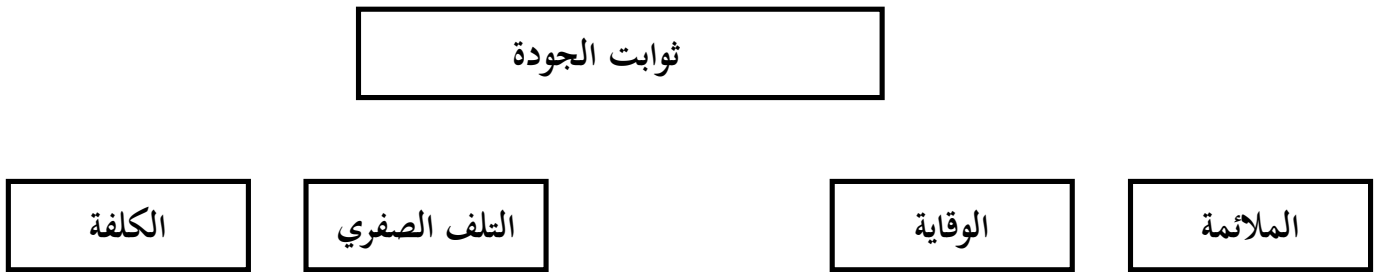 ثوابت الجودة
الملائمة
الوقاية
التلف الصفري
الكلفة